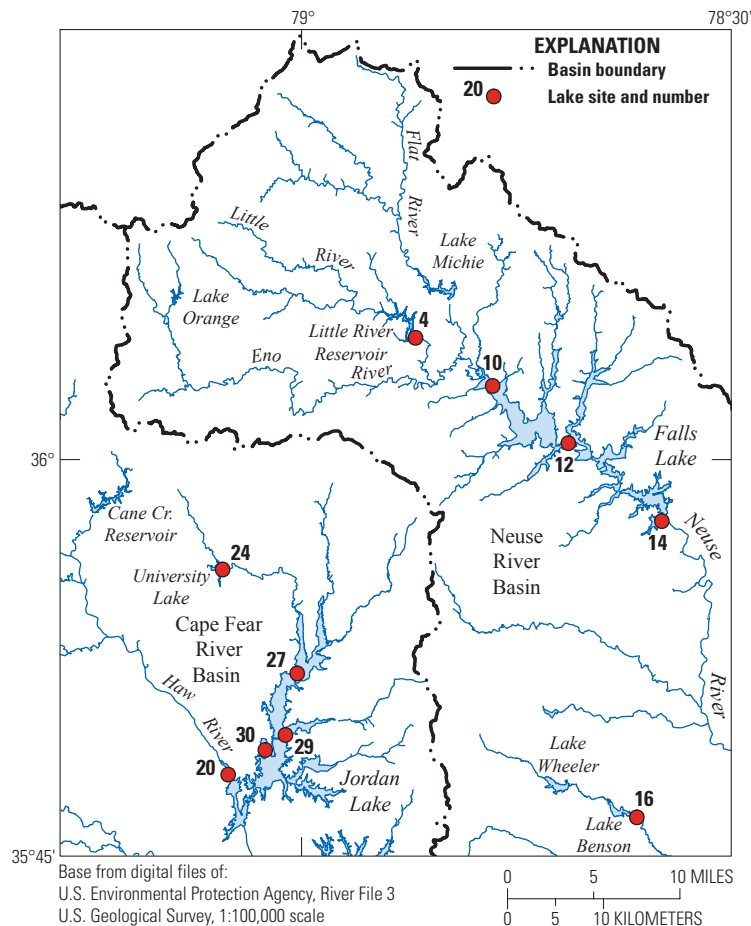 79°
78°30'
EXPLANATION
Basin boundary
20
Lake site and number
Flat
River
Little
River
Lake
Michie
Lake
Orange
4
Little River
Reservoir
Eno
River
10
36°
12
Falls
Lake
Cane Cr.
Reservoir
14
Neuse
River
Neuse
River
Basin
24
University
Lake
Cape Fear
River
Basin
27
Haw
River
30
29
20
Jordan
Lake
Lake
Wheeler
16
Lake
Benson
35°45'
Base from digital files of:
U.S. Environmental Protection Agency, River File 3
U.S. Geological Survey, 1:100,000 scale
0 5 10 MILES
0 5 10 KILOMETERS